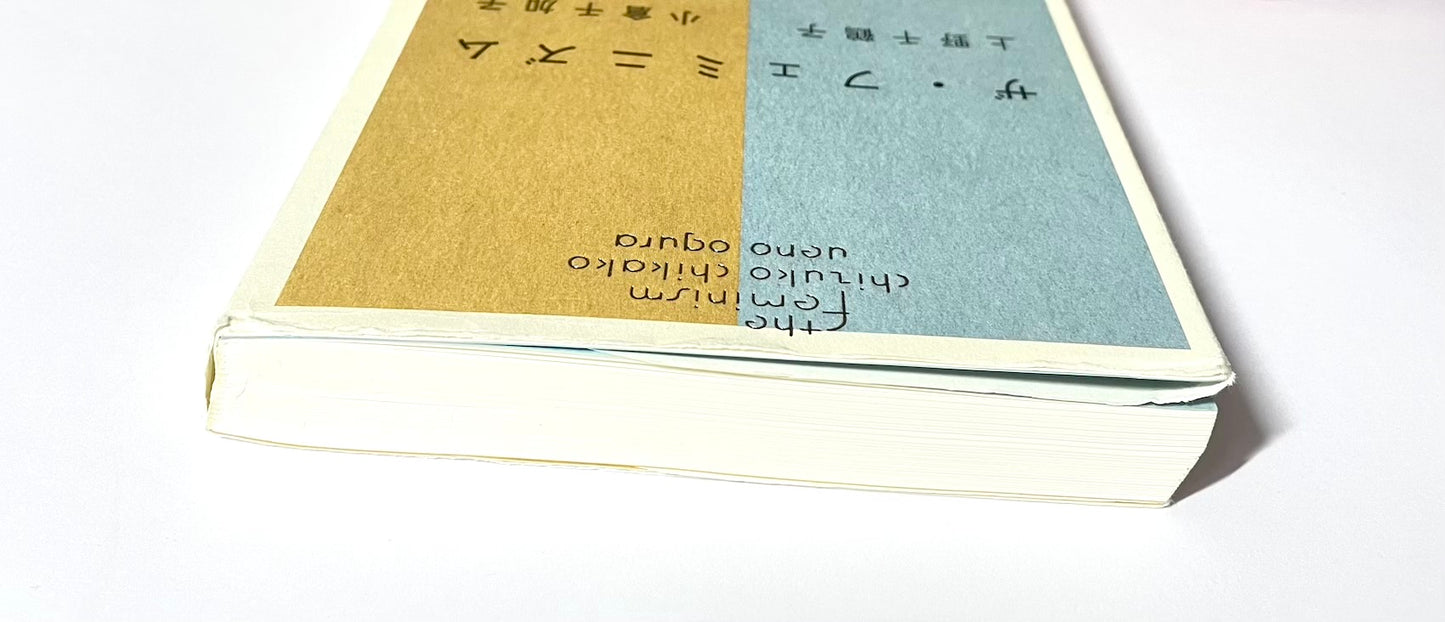 the
feminism
chizuko chikako
ueno ogura
ザ・フェミニズム
上野千鶴子 小倉千加子